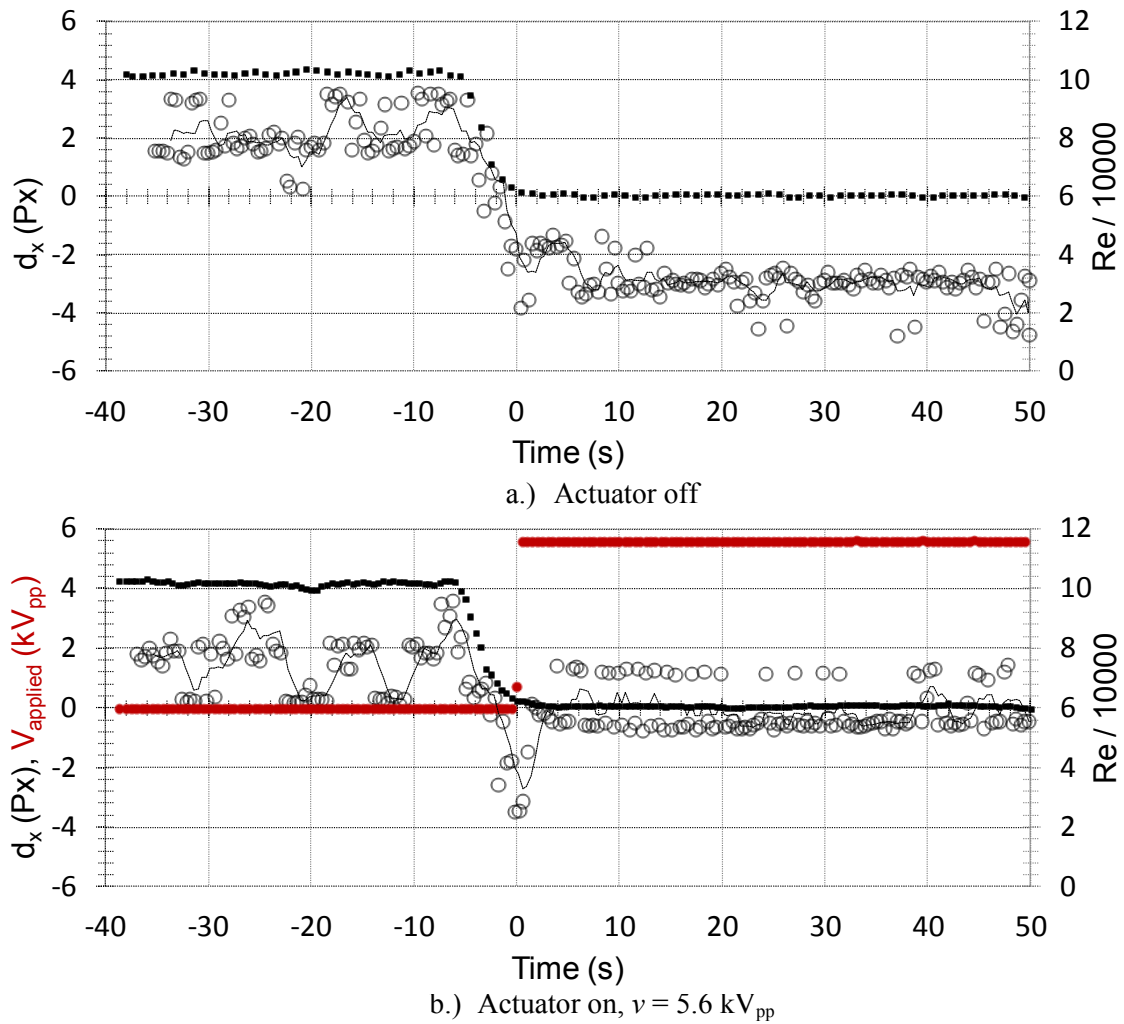 6
4
2
0
-2
-4
-6
d_x (Px)
12
10
8
6
4
2
0
Re / 10000
-40 -30 -20 -10 0 10 20 30 40 50
Time (s)
a.) Actuator off
6
4
2
0
-2
-4
-6
d_x (Px), V_applied (kV_pp)
12
10
8
6
4
2
0
Re / 10000
-40 -30 -20 -10 0 10 20 30 40 50
Time (s)
b.) Actuator on, v = 5.6 kV_pp